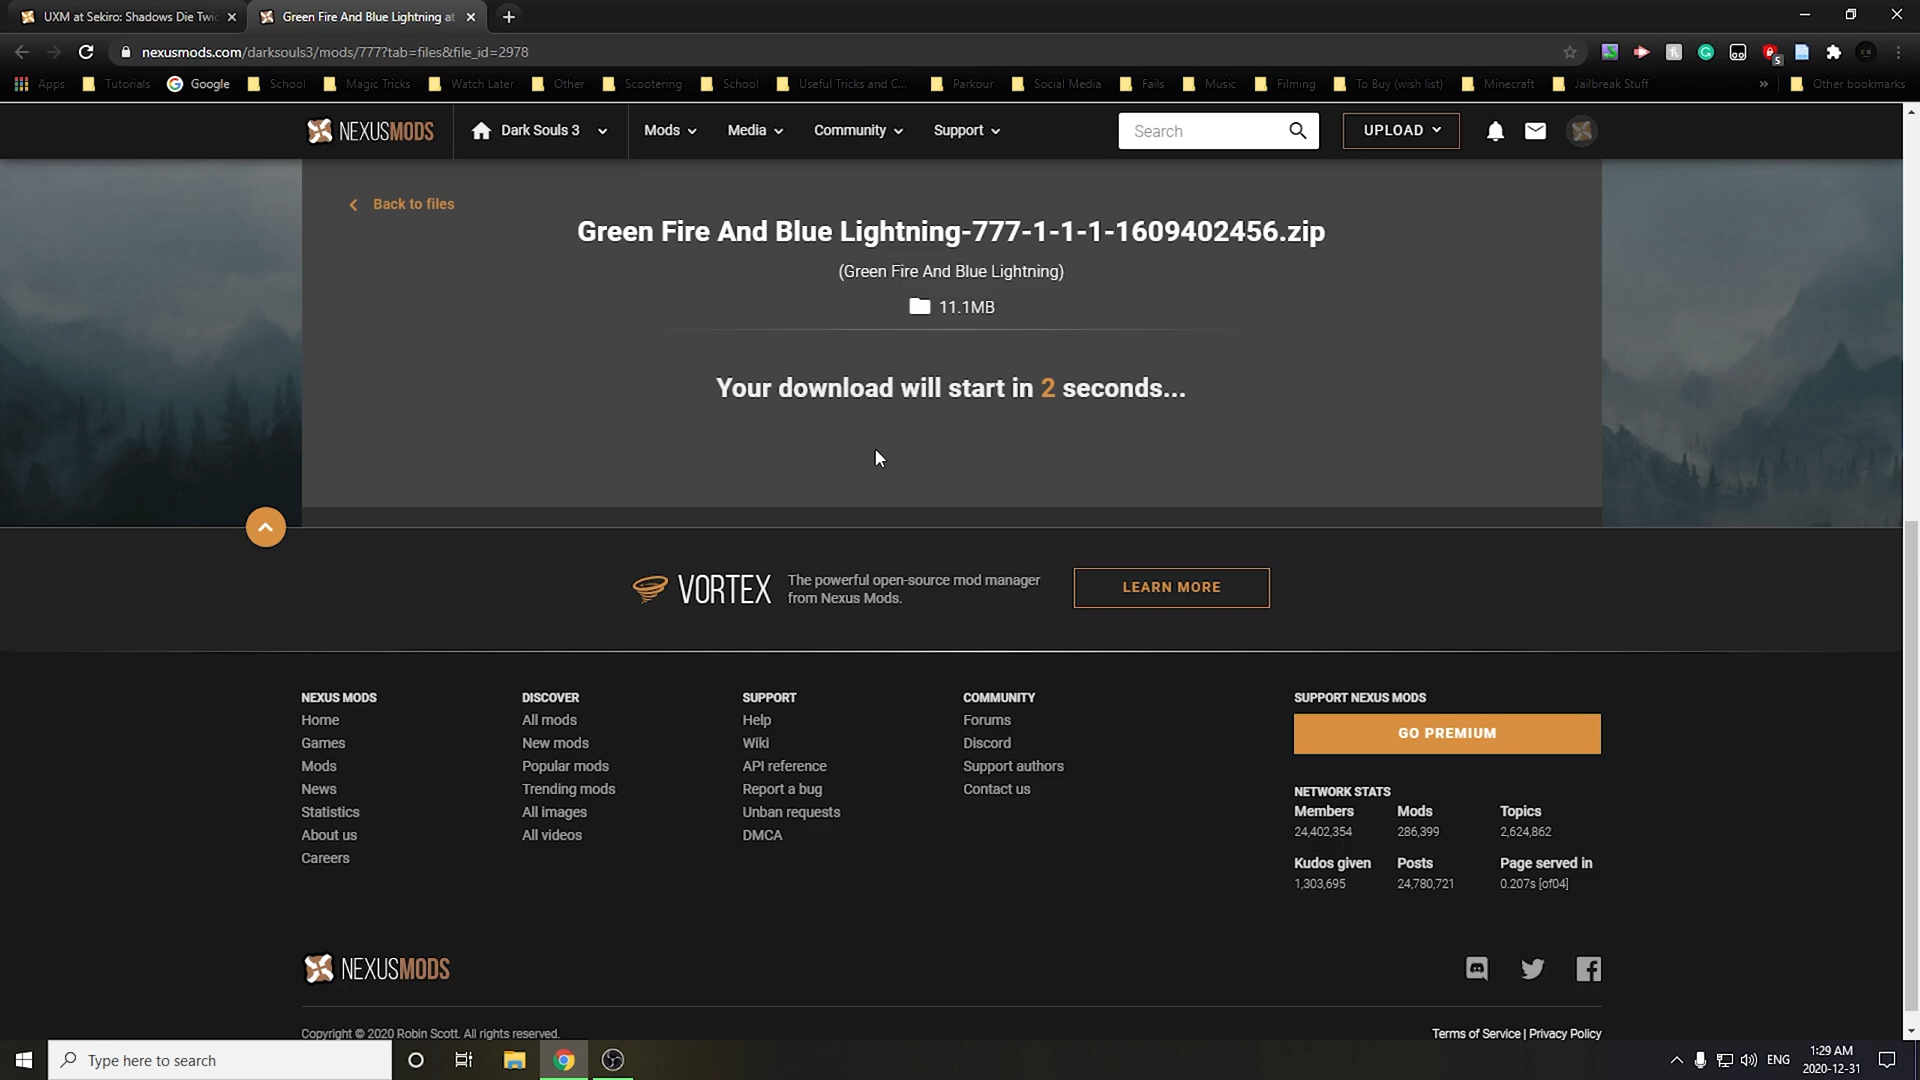 UXM at Sekiro: Shadows Die Twic
Green Fire And Blue Lightning at
nexusmods.com/darksouls3/mods/777?tab=files&file_id=2978
5
Apps
Tutorials
Google
School
Magic Tricks
Watch Later
Other
Scootering
School
Useful Tricks and C...
Parkour
Social Media
Fails
Music
Filming
To Buy (wish list)
Minecraft
Jailbreak Stuff
»
Other bookmarks
NEXUSMODS
Dark Souls 3
Mods
Media
Community
Support
Search
UPLOAD
Back to files
Green Fire And Blue Lightning-777-1-1-1-1609402456.zip
(Green Fire And Blue Lightning)
11.1MB
Your download will start in 2 seconds...
VORTEX
The powerful open-source mod manager
from Nexus Mods.
LEARN MORE
NEXUS MODS
Home
Games
Mods
News
Statistics
About us
Careers
DISCOVER
All mods
New mods
Popular mods
Trending mods
All images
All videos
SUPPORT
Help
Wiki
API reference
Report a bug
Unban requests
DMCA
COMMUNITY
Forums
Discord
Support authors
Contact us
SUPPORT NEXUS MODS
GO PREMIUM
NETWORK STATS
Members Mods Topics
24,402,354 286,399 2,624,862
Kudos given Posts Page served in
1,303,695 24,780,721 0.207s [of04]
NEXUSMODS
Copyright © 2020 Robin Scott. All rights reserved.
Terms of Service | Privacy Policy
Type here to search
ENG
1:29 AM
2020-12-31